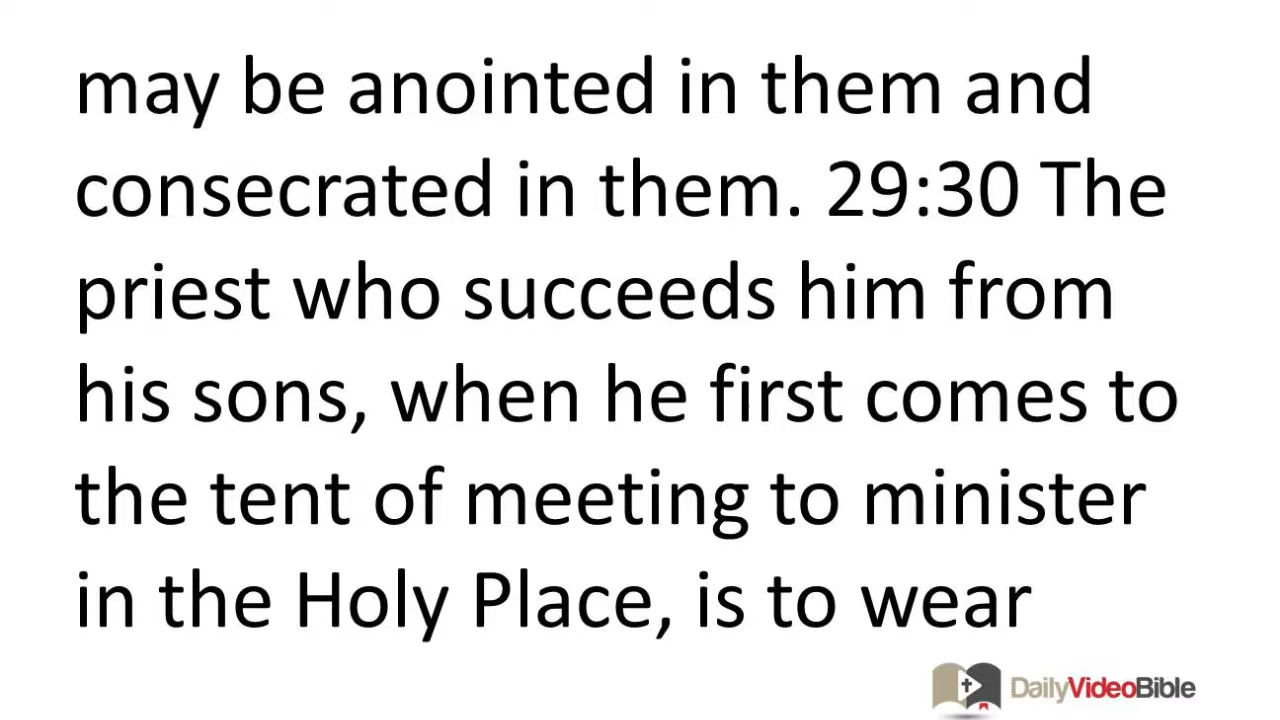 may be anointed in them and
consecrated in them. 29:30 The
priest who succeeds him from
his sons, when he first comes to
the tent of meeting to minister
in the Holy Place, is to wear
DailyVideoBible